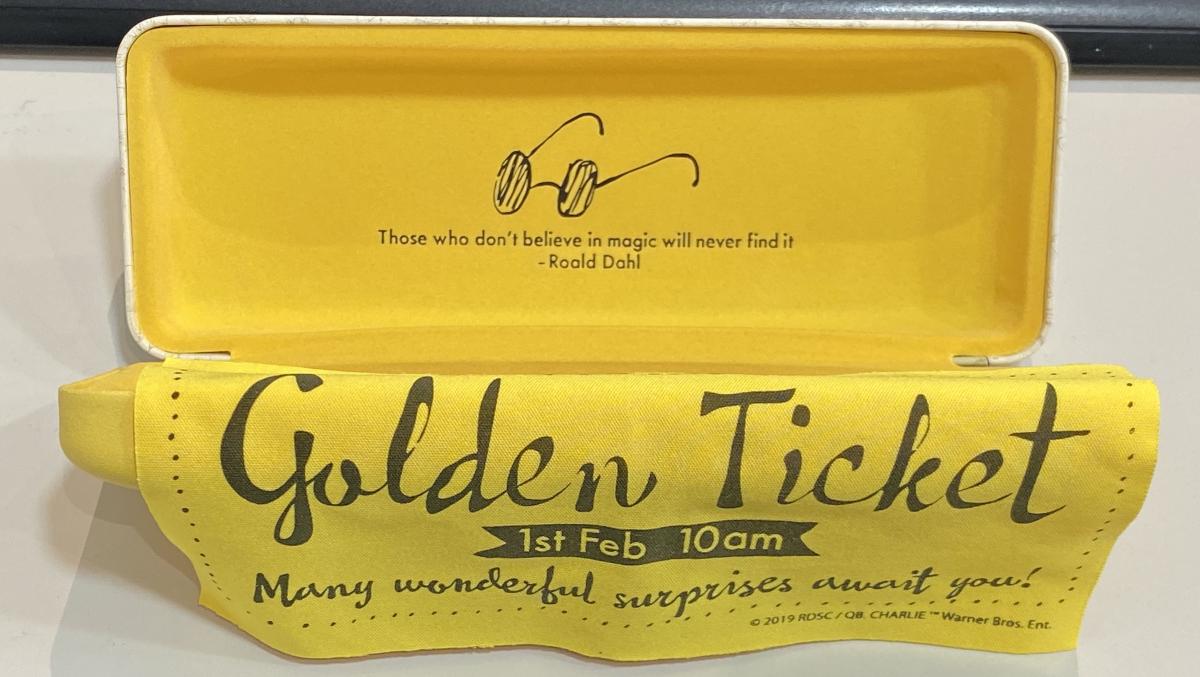 Those who don't believe in magic will never find it
-Roald Dahl
Golden Ticket
1st Feb 10am
Many wonderful surprises await you!
© 2019 RDSC / QB. CHARLIE ™ Warner Bros. Ent.